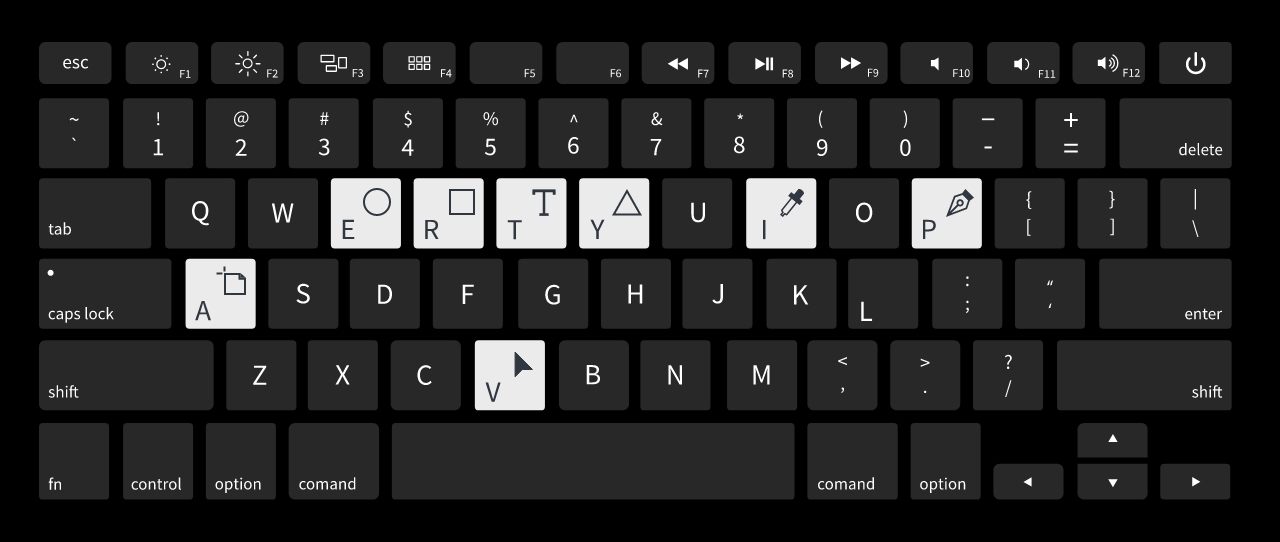 esc F1 F2 F3 F4 F5 F6 F7 F8 F9 F10 F11 F12
~ ! @ # $ % ^ & * ( ) – +
` 1 2 3 4 5 6 7 8 9 0 - = delete
Q W E R T T Y U I O P { } |
tab [ ] \
A S D F G H J K L : “
caps lock ; ‘ enter
Z X C V B N M < > ?
shift , . / shift
fn control option comand comand option